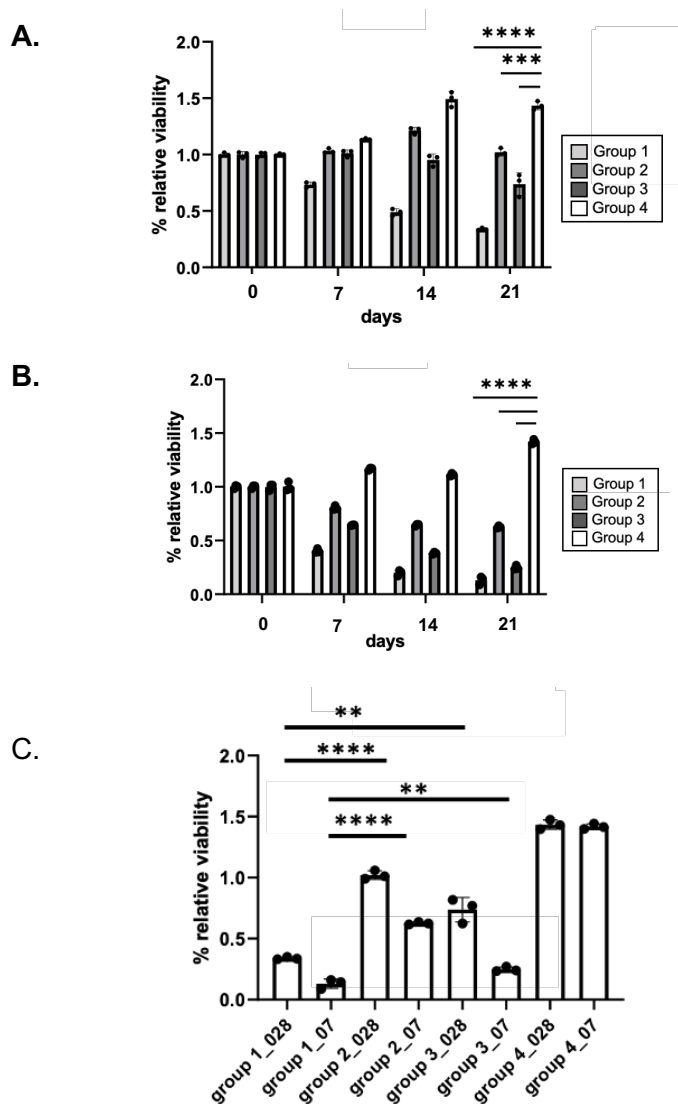 A.
****
***
2.0
1.5
1.0
0.5
0.0
% relative viability
0 7 14 21
days
Group 1
Group 2
Group 3
Group 4
B.
****
2.0
1.5
1.0
0.5
0.0
% relative viability
0 7 14 21
days
Group 1
Group 2
Group 3
Group 4
C.
**
****
**
****
2.0
1.5
1.0
0.5
0.0
% relative viability
group 1_028
group 1_07
group 2_028
group 2_07
group 3_028
group 3_07
group 4_028
group 4_07